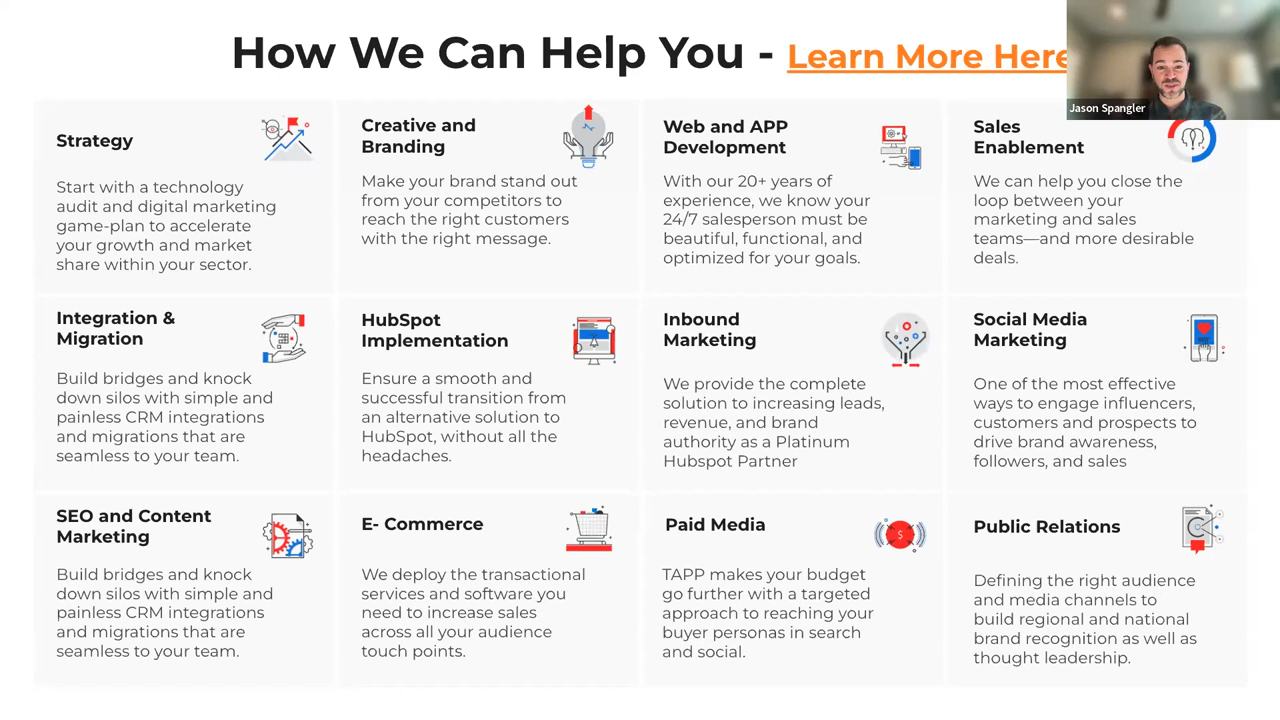 How We Can Help You - Learn More Here
Jason Spangler
Strategy
Start with a technology
audit and digital marketing
game-plan to accelerate
your growth and market
share within your sector.
Creative and
Branding
Make your brand stand out
from your competitors to
reach the right customers
with the right message.
Web and APP
Development
With our 20+ years of
experience, we know your
24/7 salesperson must be
beautiful, functional, and
optimized for your goals.
Sales
Enablement
We can help you close the
loop between your
marketing and sales
teams—and more desirable
deals.
Integration &
Migration
Build bridges and knock
down silos with simple and
painless CRM integrations
and migrations that are
seamless to your team.
HubSpot
Implementation
Ensure a smooth and
successful transition from
an alternative solution to
HubSpot, without all the
headaches.
Inbound
Marketing
We provide the complete
solution to increasing leads,
revenue, and brand
authority as a Platinum
Hubspot Partner
Social Media
Marketing
One of the most effective
ways to engage influencers,
customers and prospects to
drive brand awareness,
followers, and sales
SEO and Content
Marketing
Build bridges and knock
down silos with simple and
painless CRM integrations
and migrations that are
seamless to your team.
E- Commerce
We deploy the transactional
services and software you
need to increase sales
across all your audience
touch points.
Paid Media
$
TAPP makes your budget
go further with a targeted
approach to reaching your
buyer personas in search
and social.
Public Relations
Defining the right audience
and media channels to
build regional and national
brand recognition as well as
thought leadership.